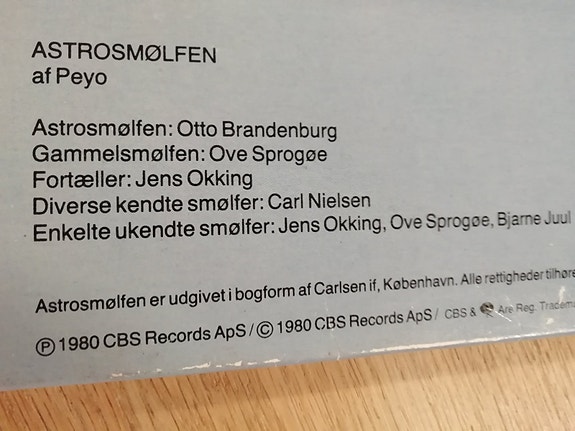 ASTROSMØLFEN
af Peyo
Astrosmølfen: Otto Brandenburg
Gammelsmølfen: Ove Sprogøe
Fortæller: Jens Okking
Diverse kendte smølfer: Carl Nielsen
Enkelte ukendte smølfer: Jens Okking, Ove Sprogøe, Bjarne Juul
Astrosmølfen er udgivet i bogform af Carlsen if, København. Alle rettigheder tilhøre
Ⓟ 1980 CBS Records ApS / © 1980 CBS Records ApS / CBS & Are Reg. Tradema